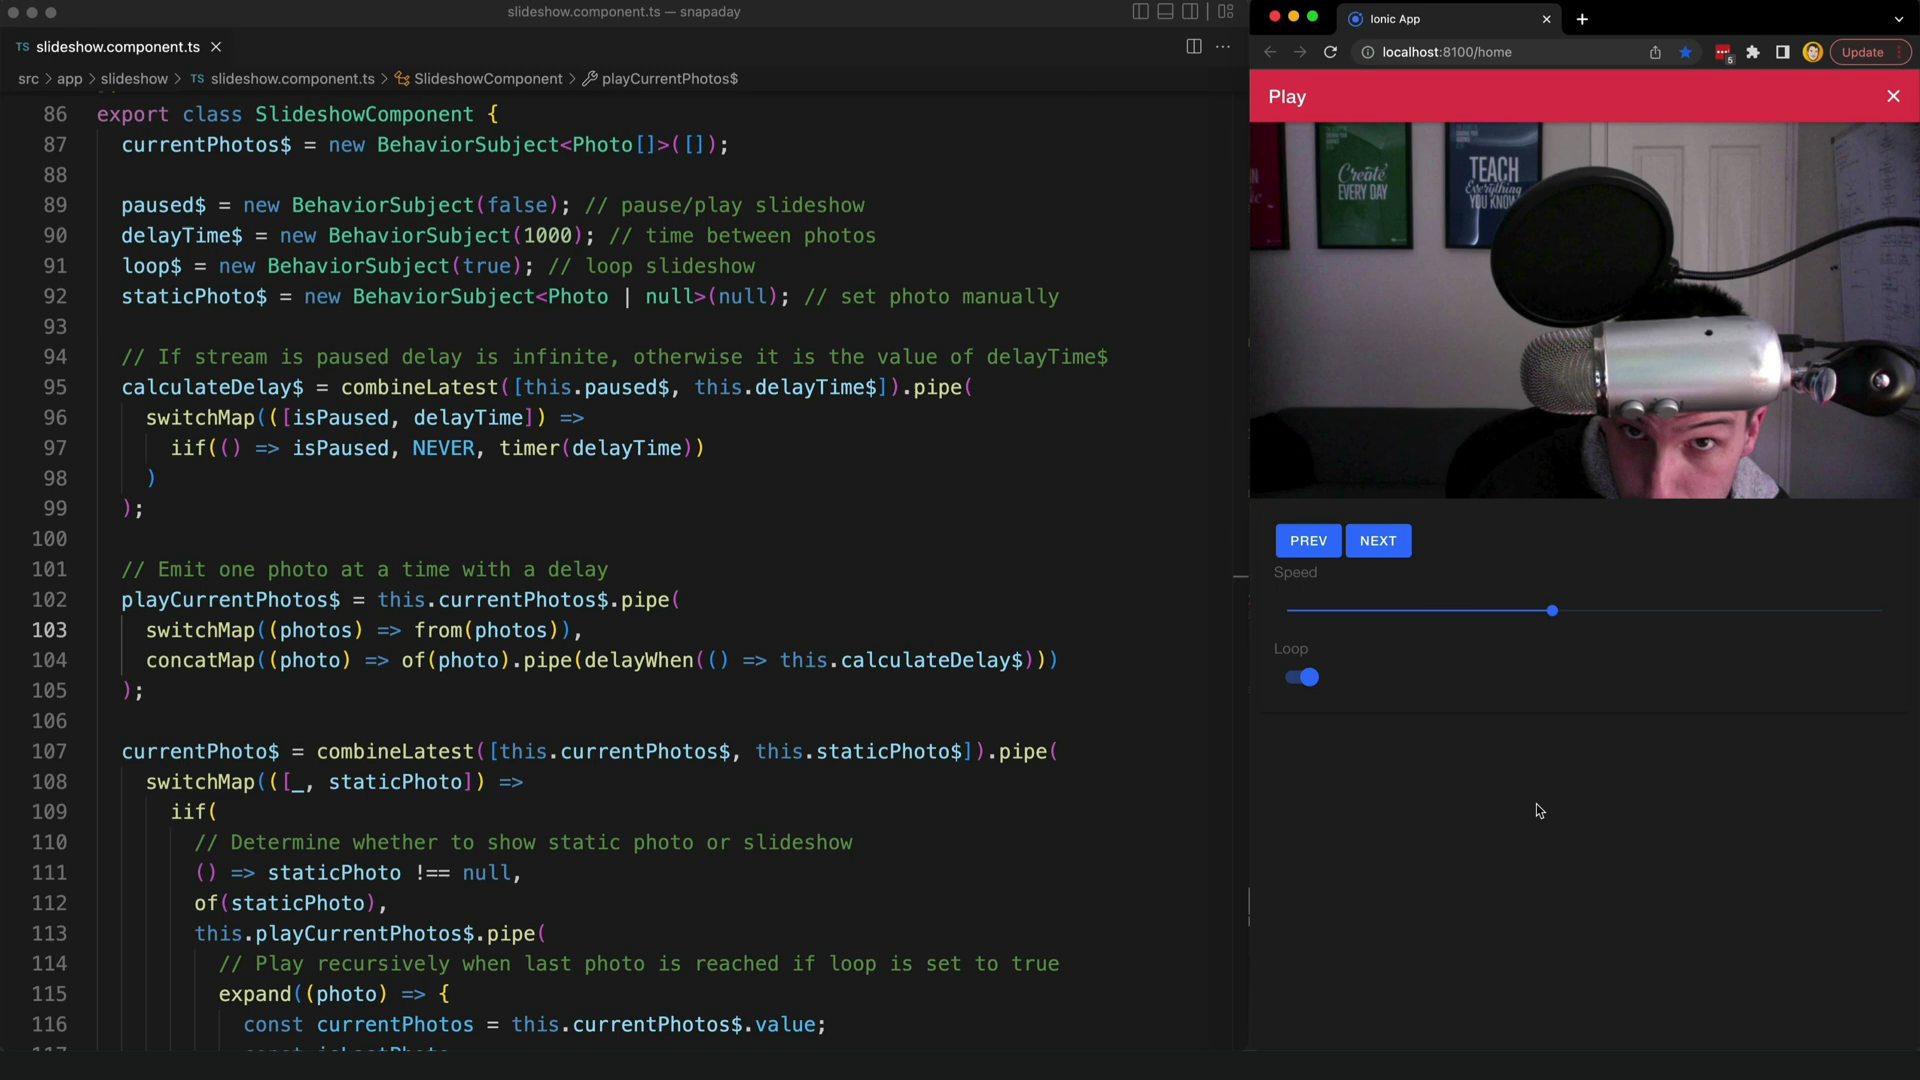 slideshow.component.ts — snapaday
TS slideshow.component.ts
src > app > slideshow > TS slideshow.component.ts > SlideshowComponent > playCurrentPhotos$
86 export class SlideshowComponent {
87 currentPhotos$ = new BehaviorSubject<Photo[]>([]);
88
89 paused$ = new BehaviorSubject(false); // pause/play slideshow
90 delayTime$ = new BehaviorSubject(1000); // time between photos
91 loop$ = new BehaviorSubject(true); // loop slideshow
92 staticPhoto$ = new BehaviorSubject<Photo | null>(null); // set photo manually
93
94 // If stream is paused delay is infinite, otherwise it is the value of delayTime$
95 calculateDelay$ = combineLatest([this.paused$, this.delayTime$]).pipe(
96 switchMap(([isPaused, delayTime]) =>
97 iif(() => isPaused, NEVER, timer(delayTime))
98 )
99 );
100
101 // Emit one photo at a time with a delay
102 playCurrentPhotos$ = this.currentPhotos$.pipe(
103 switchMap((photos) => from(photos)),
104 concatMap((photo) => of(photo).pipe(delayWhen(() => this.calculateDelay$)))
105 );
106
107 currentPhoto$ = combineLatest([this.currentPhotos$, this.staticPhoto$]).pipe(
108 switchMap(([_, staticPhoto]) =>
109 iif(
110 // Determine whether to show static photo or slideshow
111 () => staticPhoto !== null,
112 of(staticPhoto),
113 this.playCurrentPhotos$.pipe(
114 // Play recursively when last photo is reached if loop is set to true
115 expand((photo) => {
116 const currentPhotos = this.currentPhotos$.value;
Ionic App
localhost:8100/home
5
Update
Play
Create
EVERY DAY
TEACH
Everything
YOU KNOW
PREV NEXT
Speed
Loop